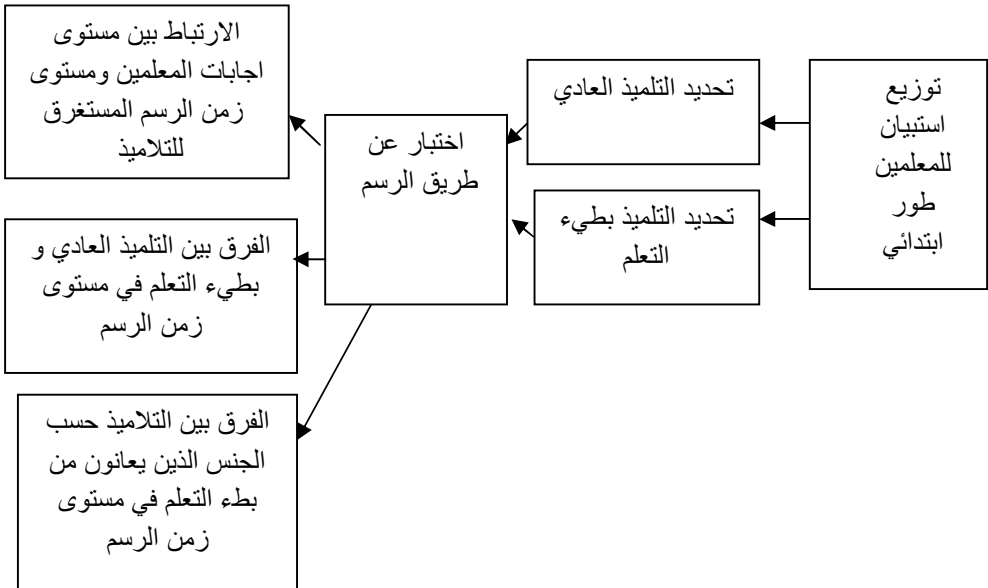 توزيع
استبيان
للمعلمين
طور
ابتدائي
تحديد التلميذ العادي
تحديد التلميذ بطيء
التعلم
اختبار عن
طريق الرسم
الارتباط بين مستوى
اجابات المعلمين ومستوى
زمن الرسم المستغرق
للتلاميذ
الفرق بين التلميذ العادي و
بطيء التعلم في مستوى
زمن الرسم
الفرق بين التلاميذ حسب
الجنس الذين يعانون من
بطء التعلم في مستوى
زمن الرسم